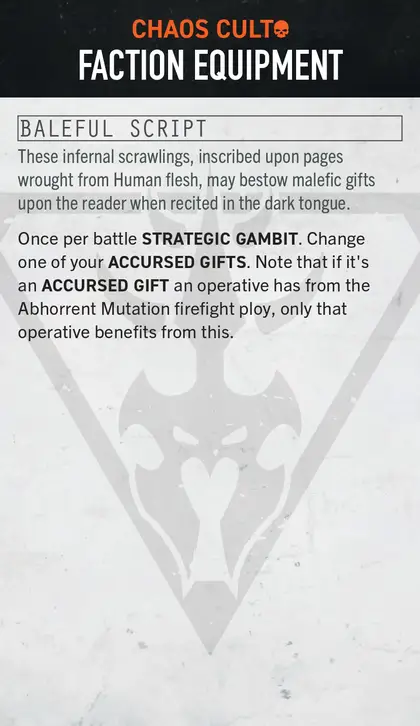 CHAOS CULT
FACTION EQUIPMENT
BALEFUL SCRIPT
These infernal scrawlings, inscribed upon pages
wrought from Human flesh, may bestow malefic gifts
upon the reader when recited in the dark tongue.
Once per battle STRATEGIC GAMBIT. Change
one of your ACCURSED GIFTS. Note that if it's
an ACCURSED GIFT an operative has from the
Abhorrent Mutation firefight ploy, only that
operative benefits from this.